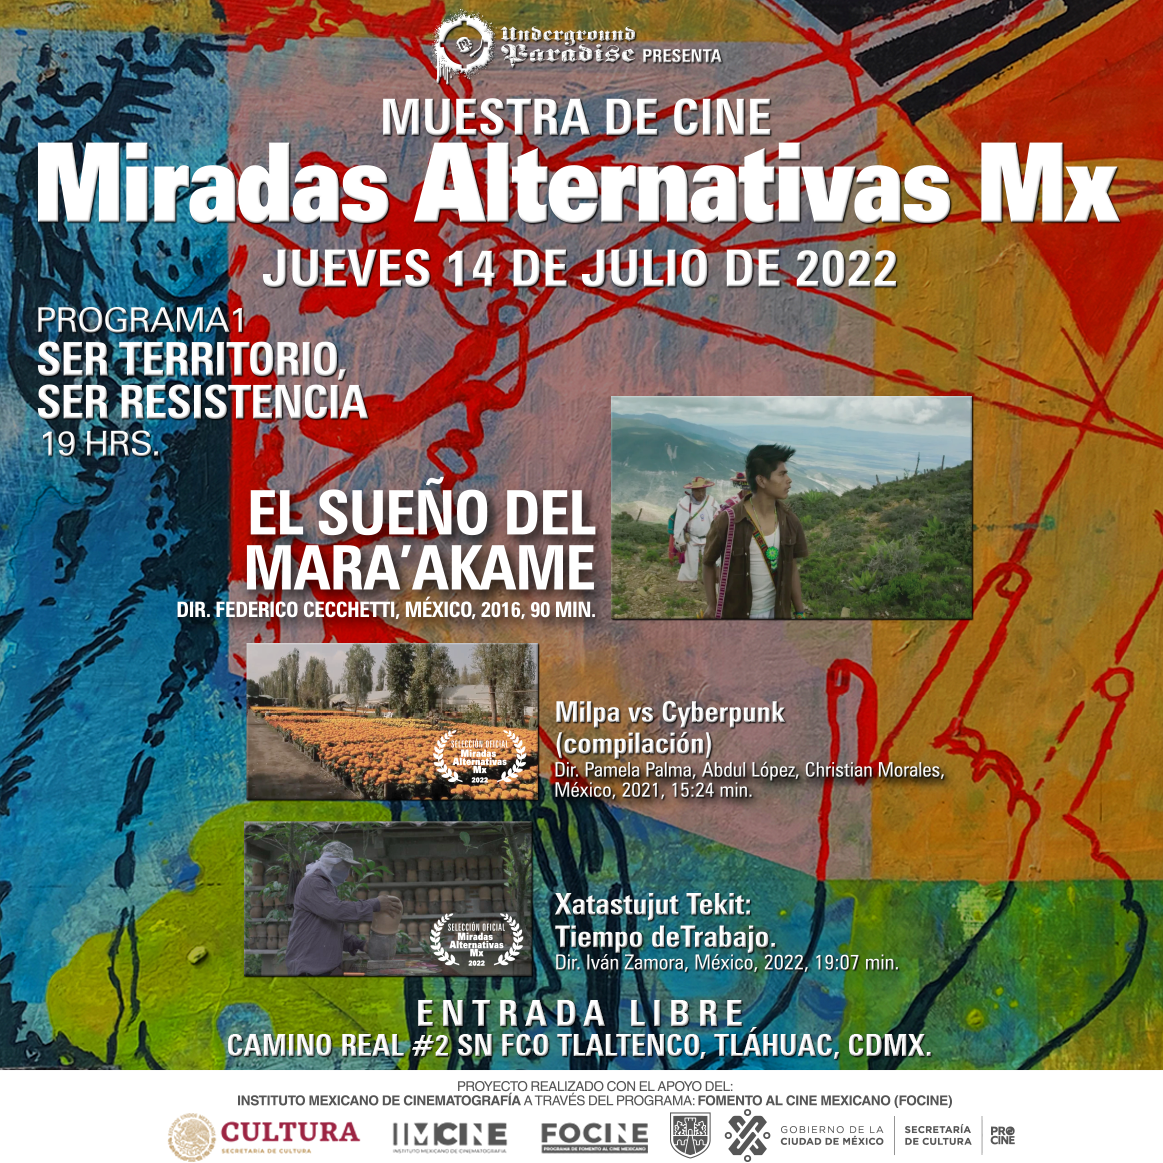 Underground
Paradise PRESENTA
MUESTRA DE CINE
Miradas Alternativas Mx
JUEVES 14 DE JULIO DE 2022
PROGRAMA1
SER TERRITORIO,
SER RESISTENCIA
19 HRS.
EL SUEÑO DEL
MARA'AKAME
DIR. FEDERICO CECCHETTI, MÉXICO, 2016, 90 MIN.
SELECCIÓN OFICIAL
Miradas
Alternativas
Mx
2022
Milpa vs Cyberpunk
(compilación)
Dir. Pamela Palma, Abdul López, Christian Morales,
México, 2021, 15:24 min.
SELECCIÓN OFICIAL
Miradas
Alternativas
Mx
2022
Xatastujut Tekit:
Tiempo deTrabajo.
Dir. Iván Zamora, México, 2022, 19:07 min.
ENTRADA LIBRE
CAMINO REAL #2 SN FCO TLALTENCO, TLÁHUAC, CDMX.
PROYECTO REALIZADO CON EL APOYO DEL:
INSTITUTO MEXICANO DE CINEMATOGRAFÍA A TRAVÉS DEL PROGRAMA: FOMENTO AL CINE MEXICANO (FOCINE)
CULTURA
SECRETARÍA DE CULTURA
IMCINE
INSTITUTO MEXICANO DE CINEMATOGRAFÍA
FOCINE
PROGRAMA DE FOMENTO AL CINE MEXICANO
GOBIERNO DE LA
CIUDAD DE MÉXICO
SECRETARÍA
DE CULTURA
PRO
CINE